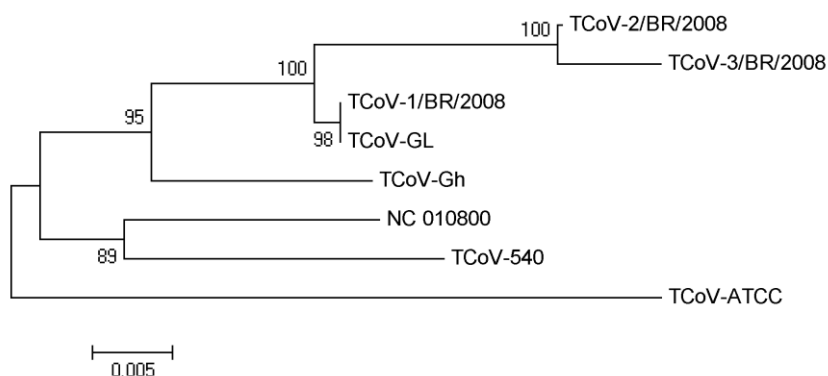 100
TCoV-2/BR/2008
TCoV-3/BR/2008
100
TCoV-1/BR/2008
95
98
TCoV-GL
TCoV-Gh
NC 010800
89
TCoV-540
TCoV-ATCC
0.005